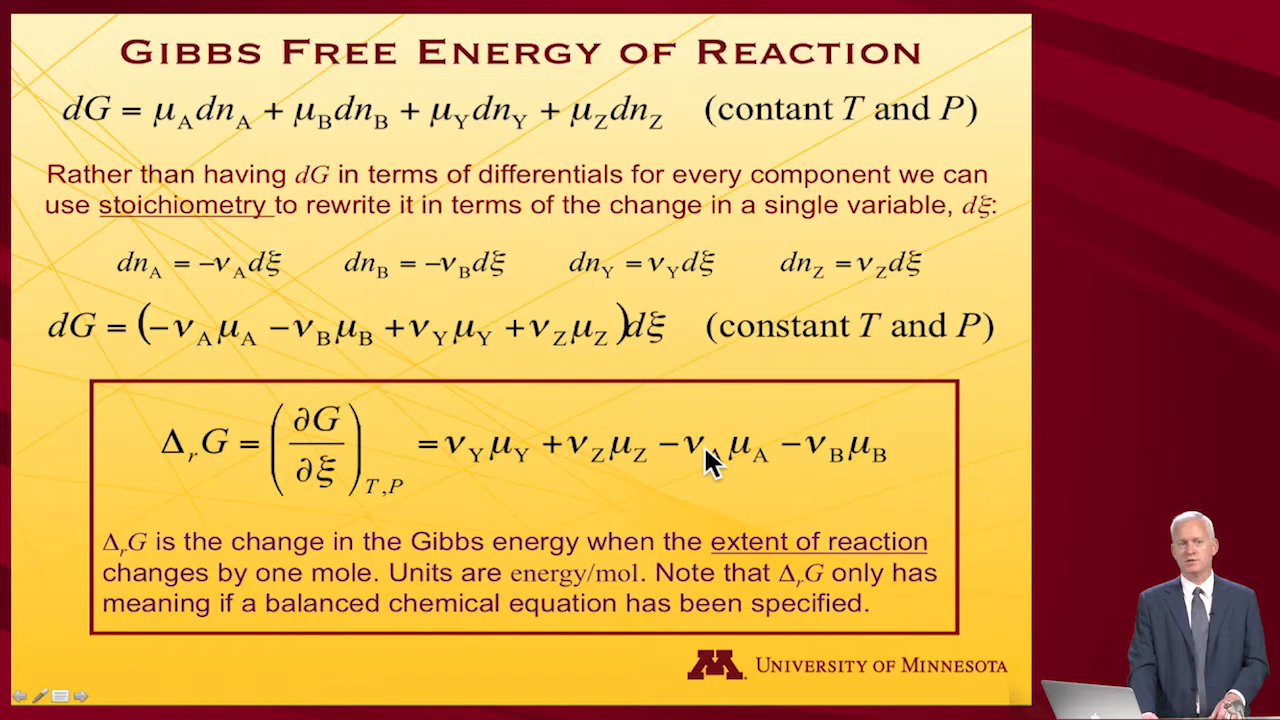 GIBBS FREE ENERGY OF REACTION
dG = μ_A dn_A + μ_B dn_B + μ_Y dn_Y + μ_Z dn_Z (contant T and P)
Rather than having dG in terms of differentials for every component we can
use stoichiometry to rewrite it in terms of the change in a single variable, dξ:
dn_A = −ν_A dξ dn_B = −ν_B dξ dn_Y = ν_Y dξ dn_Z = ν_Z dξ
dG = (−ν_A μ_A − ν_B μ_B + ν_Y μ_Y + ν_Z μ_Z)dξ (constant T and P)
Δ_r G = (∂G/∂ξ)_T,P = ν_Y μ_Y + ν_Z μ_Z − ν_A μ_A − ν_B μ_B
Δ_r G is the change in the Gibbs energy when the extent of reaction
changes by one mole. Units are energy/mol. Note that Δ_r G only has
meaning if a balanced chemical equation has been specified.
M UNIVERSITY OF MINNESOTA